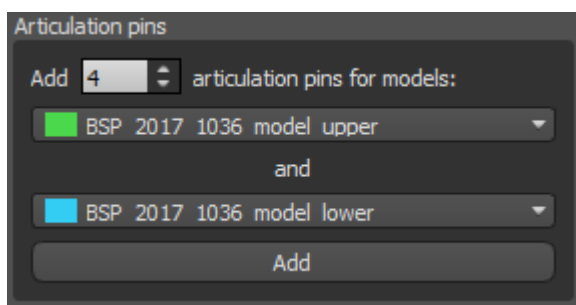 Articulation pins
Add 4 articulation pins for models:
BSP 2017 1036 model upper
and
BSP 2017 1036 model lower
Add